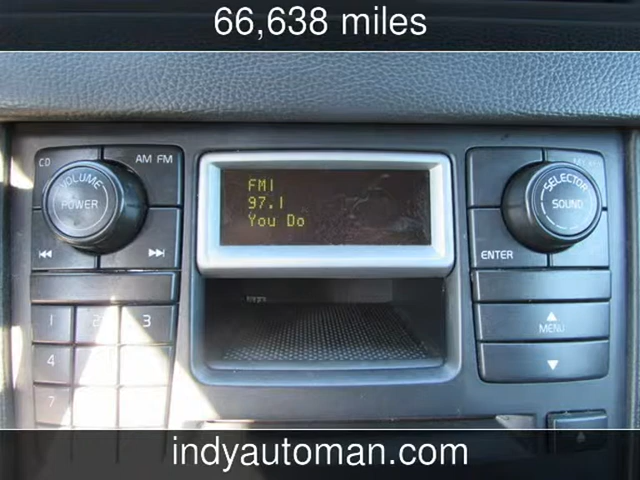 66,638 miles
CD
AM FM
VOLUME
POWER
FM1
97.1
You Do
SELECTOR
SOUND
ENTER
1 2 3
MENU
4
7
indyautoman.com